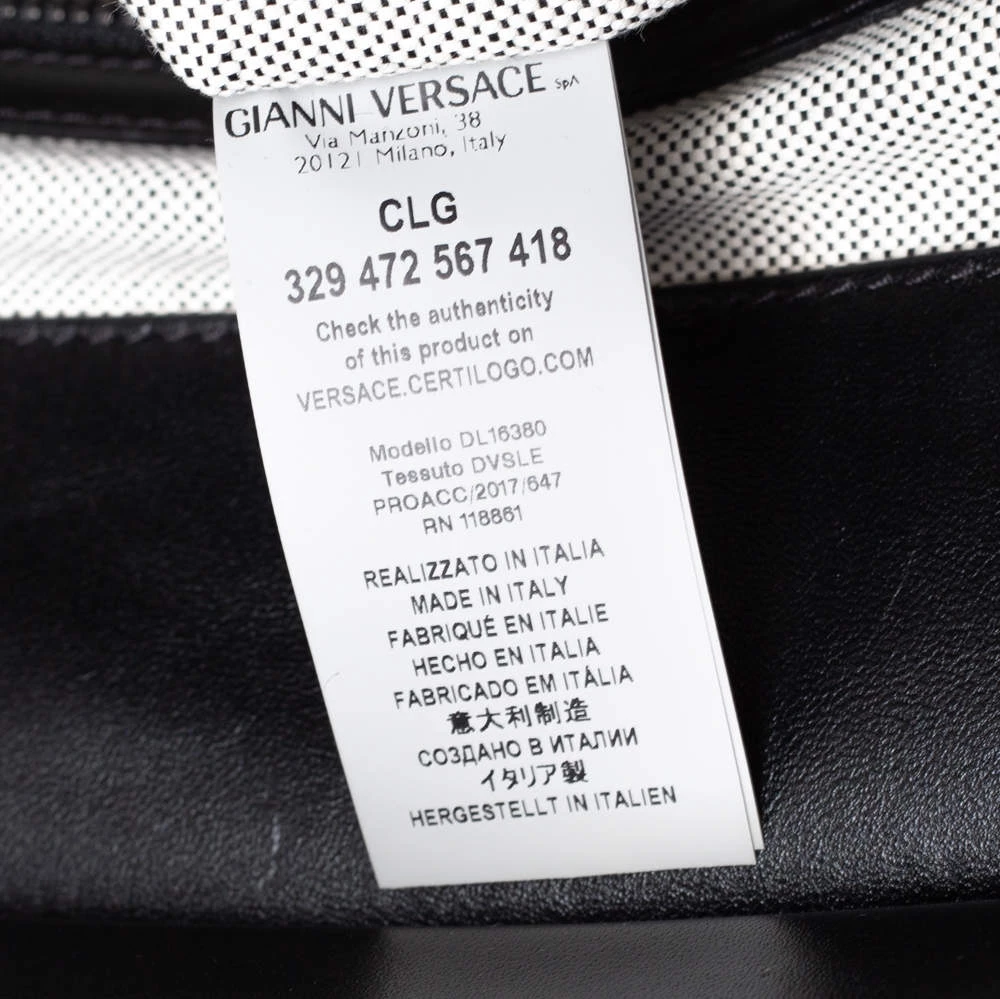 GIANNI VERSACE SpA
Via Manzoni, 38
20121 Milano, Italy
CLG
329 472 567 418
Check the authenticity
of this product on
VERSACE.CERTILOGO.COM
Modello DL16380
Tessuto DVSLE
PROACC/2017/647
RN 118861
REALIZZATO IN ITALIA
MADE IN ITALY
FABRIQUÉ EN ITALIE
HECHO EN ITALIA
FABRICADO EM ITÁLIA
意大利制造
СОЗДАНО В ИТАЛИИ
イタリア製
HERGESTELLT IN ITALIEN